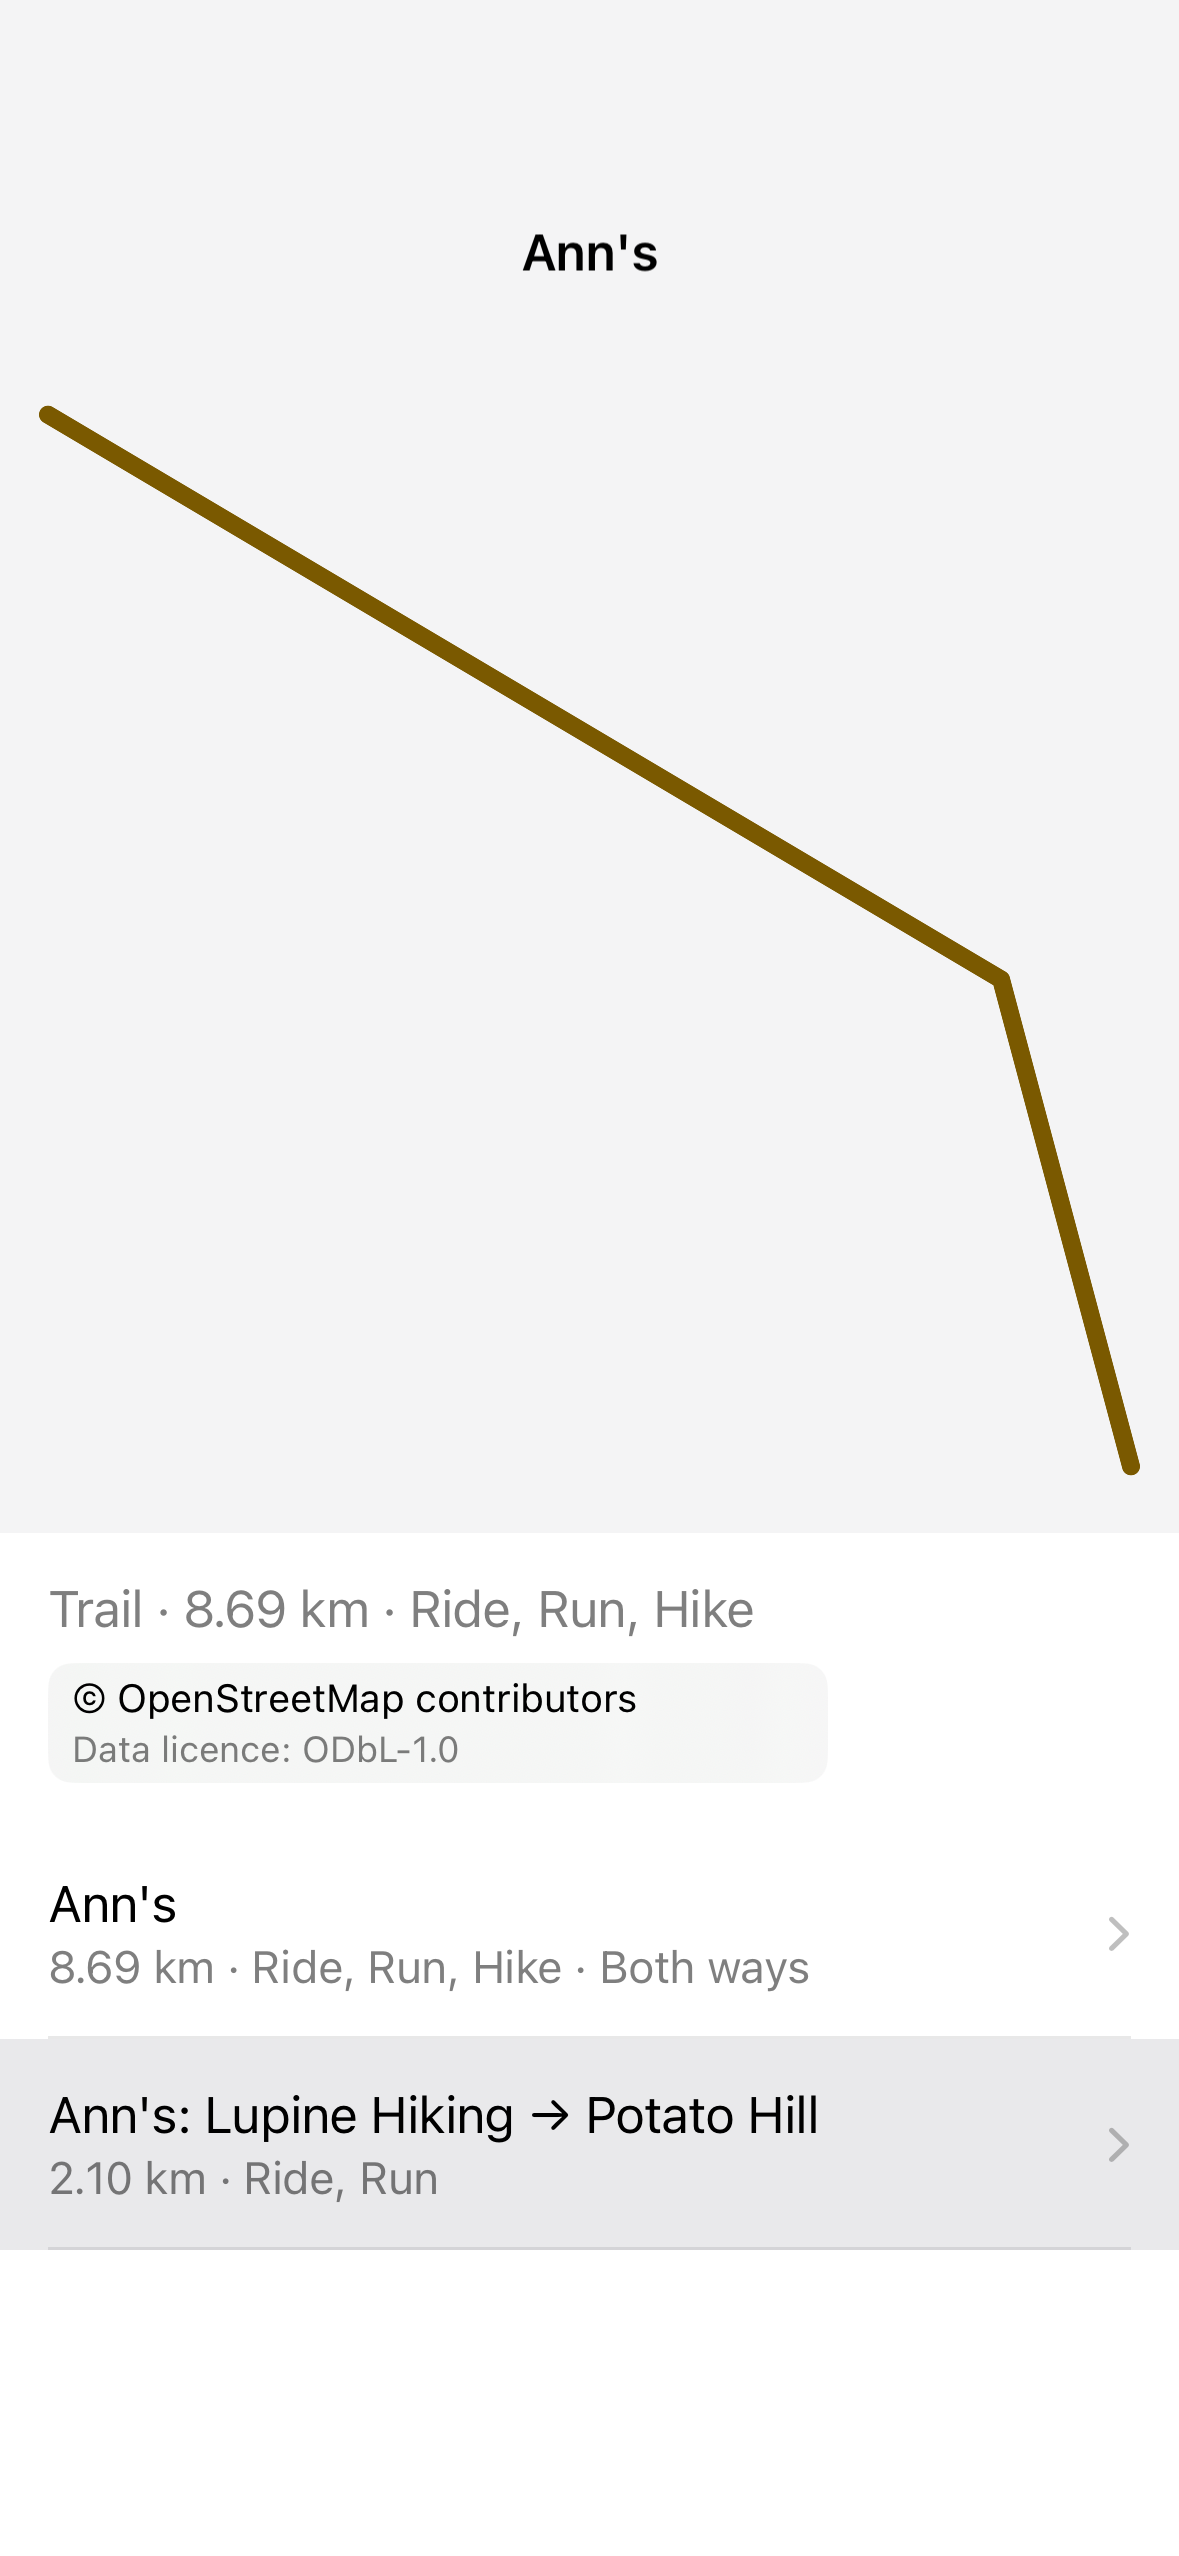 Ann's
Trail · 8.69 km · Ride, Run, Hike
© OpenStreetMap contributors
Data licence: ODbL-1.0
Ann's
8.69 km · Ride, Run, Hike · Both ways
Ann's: Lupine Hiking → Potato Hill
2.10 km · Ride, Run